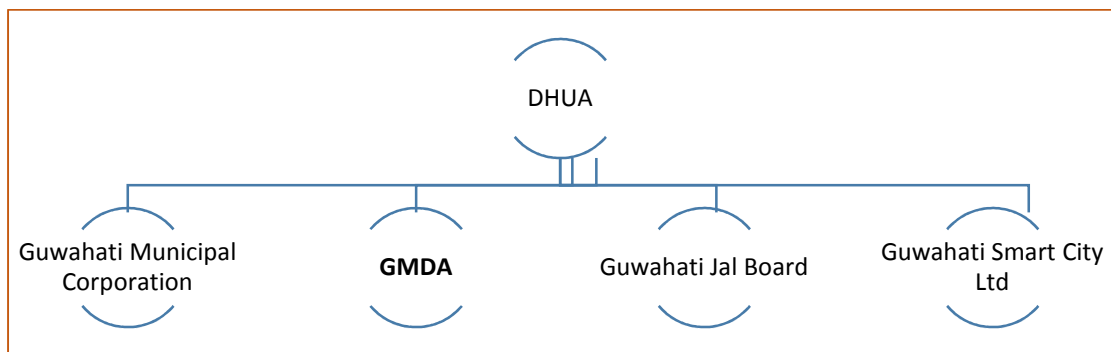 DHUA
Guwahati Municipal
Corporation
GMDA
Guwahati Jal Board
Guwahati Smart City
Ltd